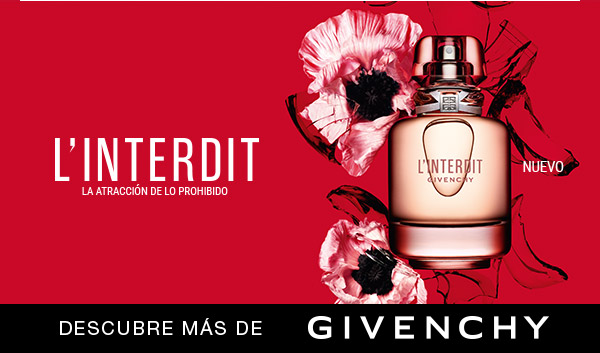 L'INTERDIT
LA ATRACCIÓN DE LO PROHIBIDO
L'INTERDIT
GIVENCHY
NUEVO
DESCUBRE MÁS DE GIVENCHY